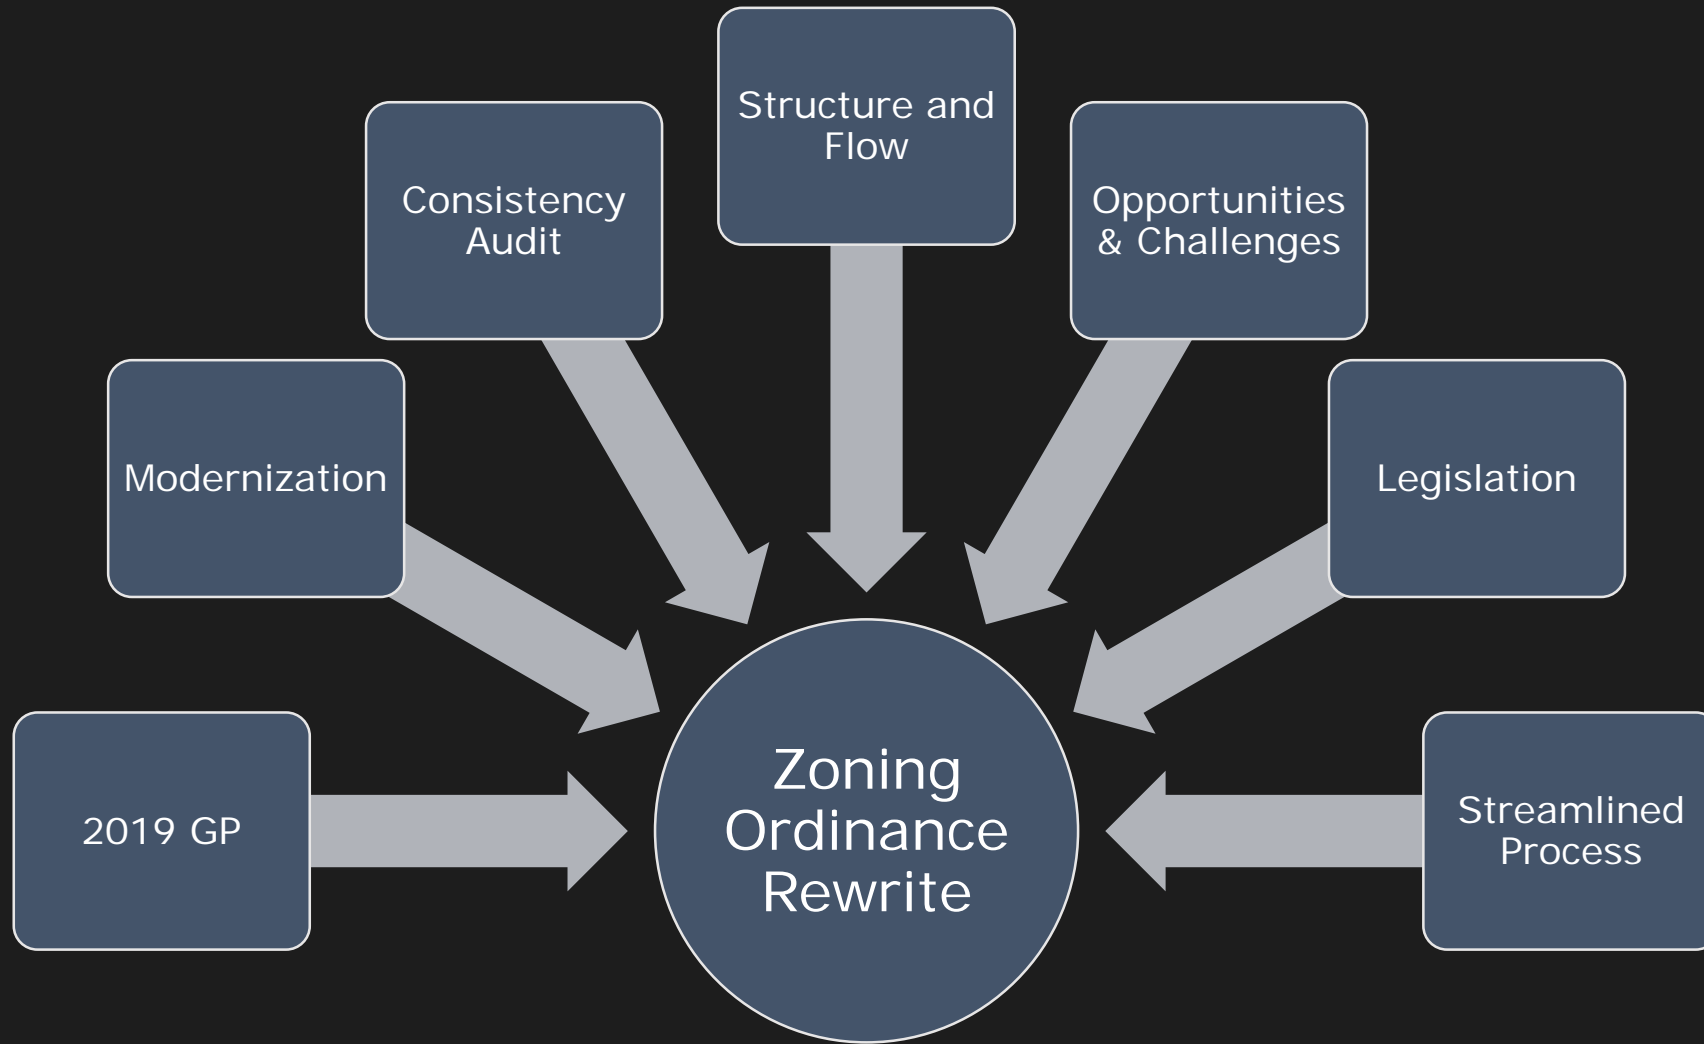 Structure and
Flow
Consistency
Audit
Opportunities
& Challenges
Modernization
Legislation
2019 GP
Zoning
Ordinance
Rewrite
Streamlined
Process